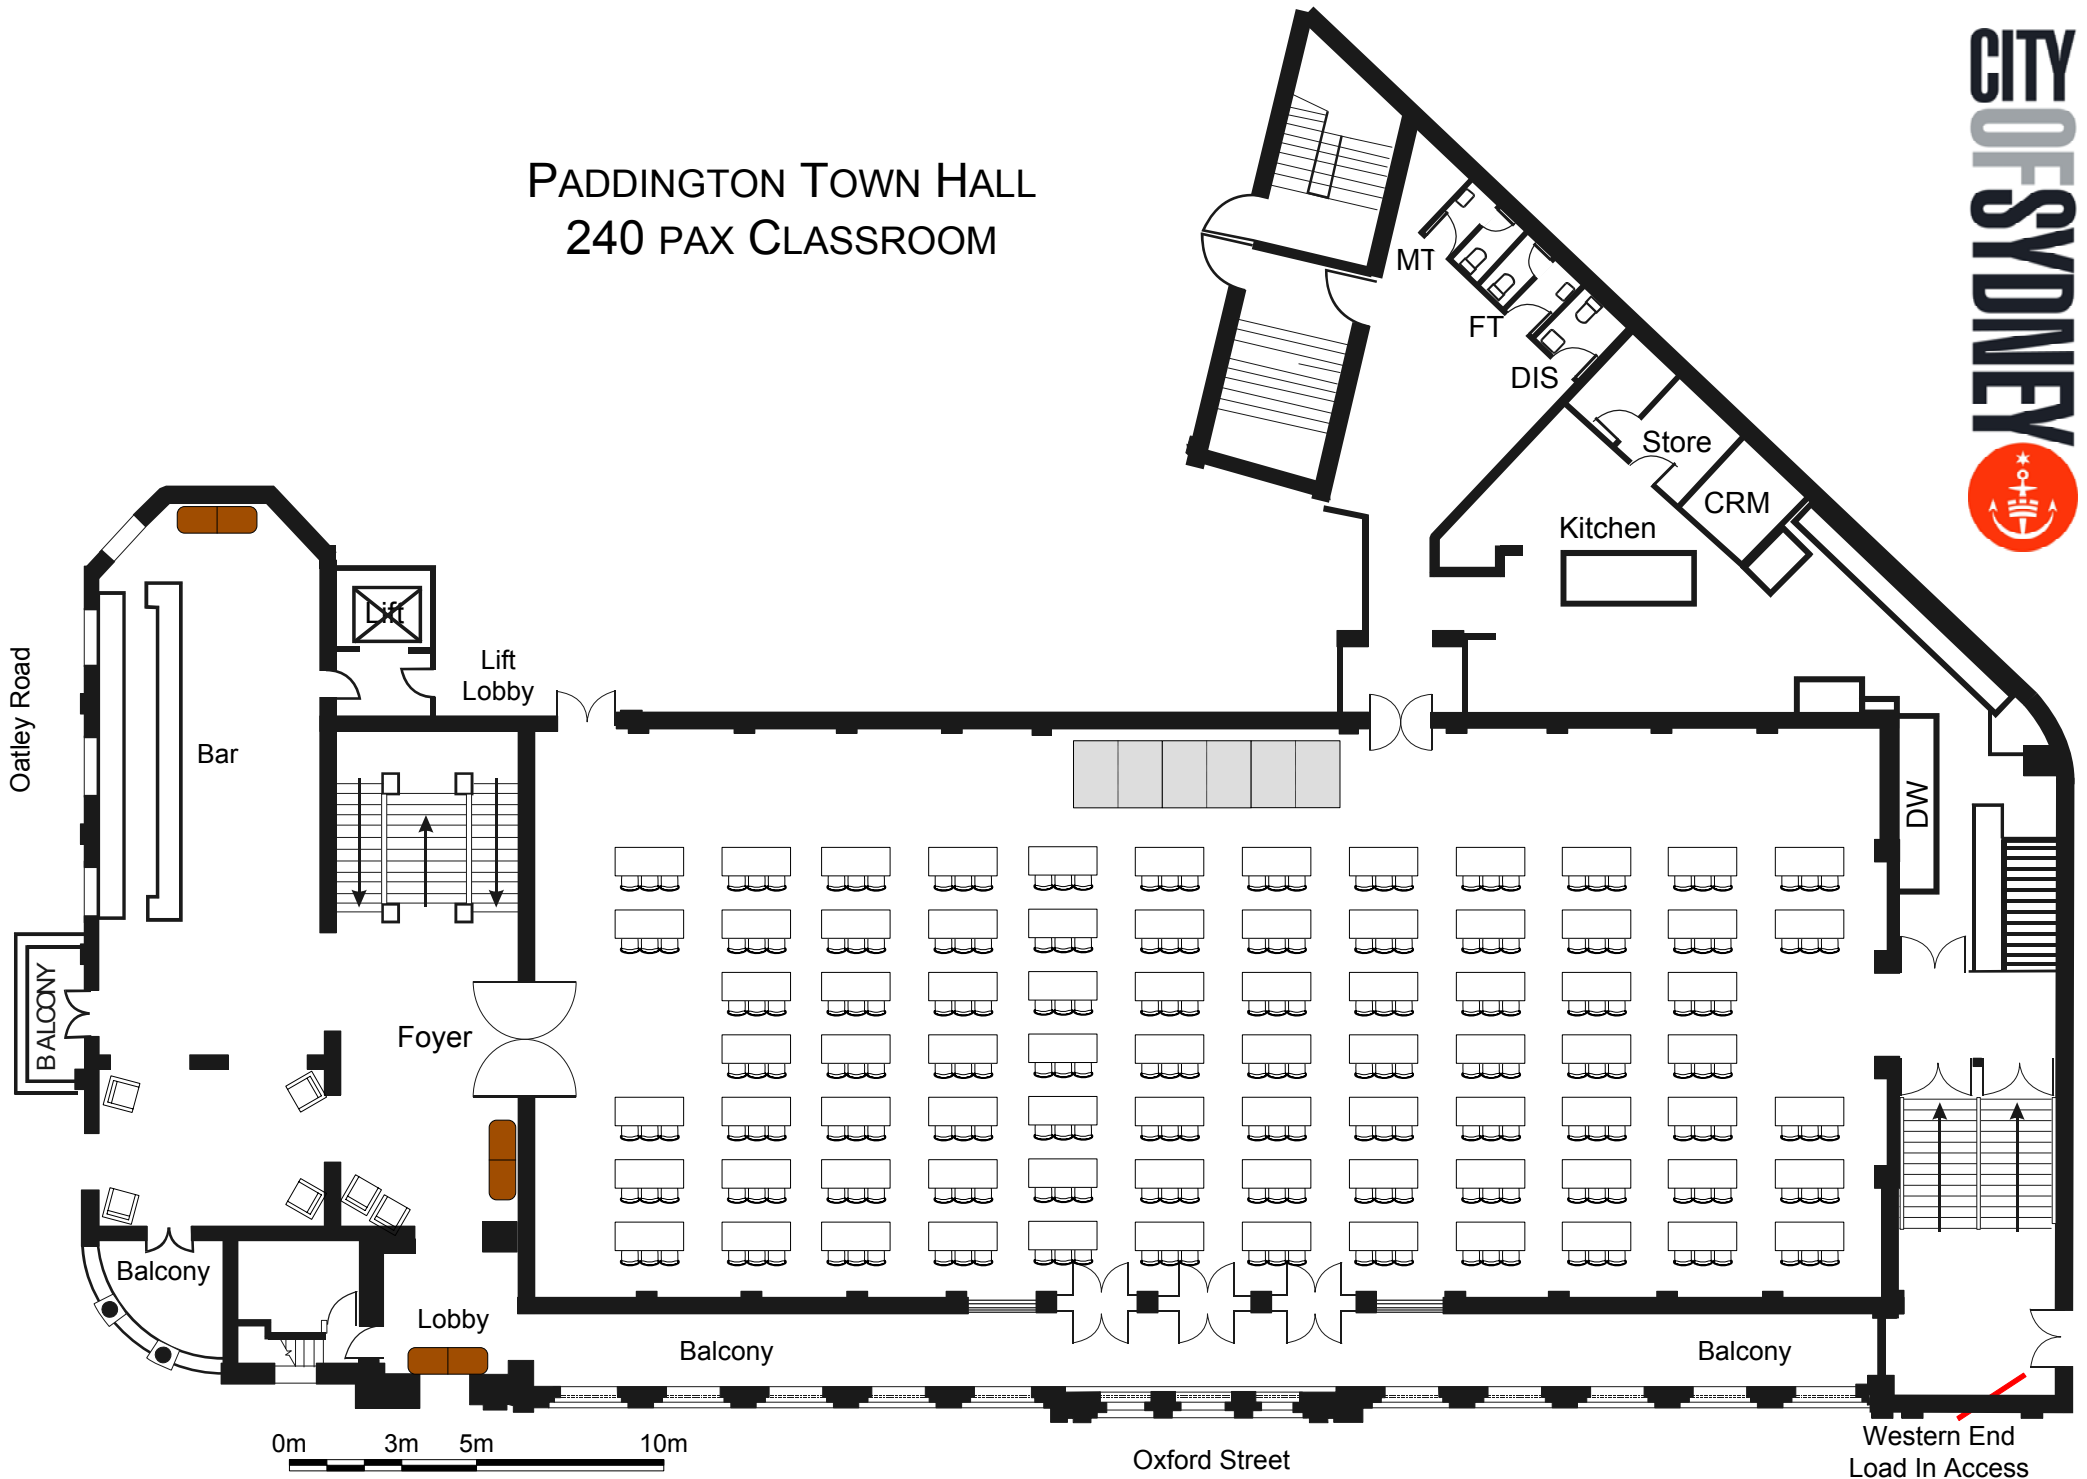 CITY
OF
SYDNEY
PADDINGTON TOWN HALL
240 PAX CLASSROOM
MT
FT
DIS
Store
CRM
Kitchen
Lift
Lift
Lobby
Oatley Road
Bar
DW
BALCONY
Foyer
Balcony
Lobby
Balcony
Balcony
0m 3m 5m 10m
Oxford Street
Western End
Load In Access